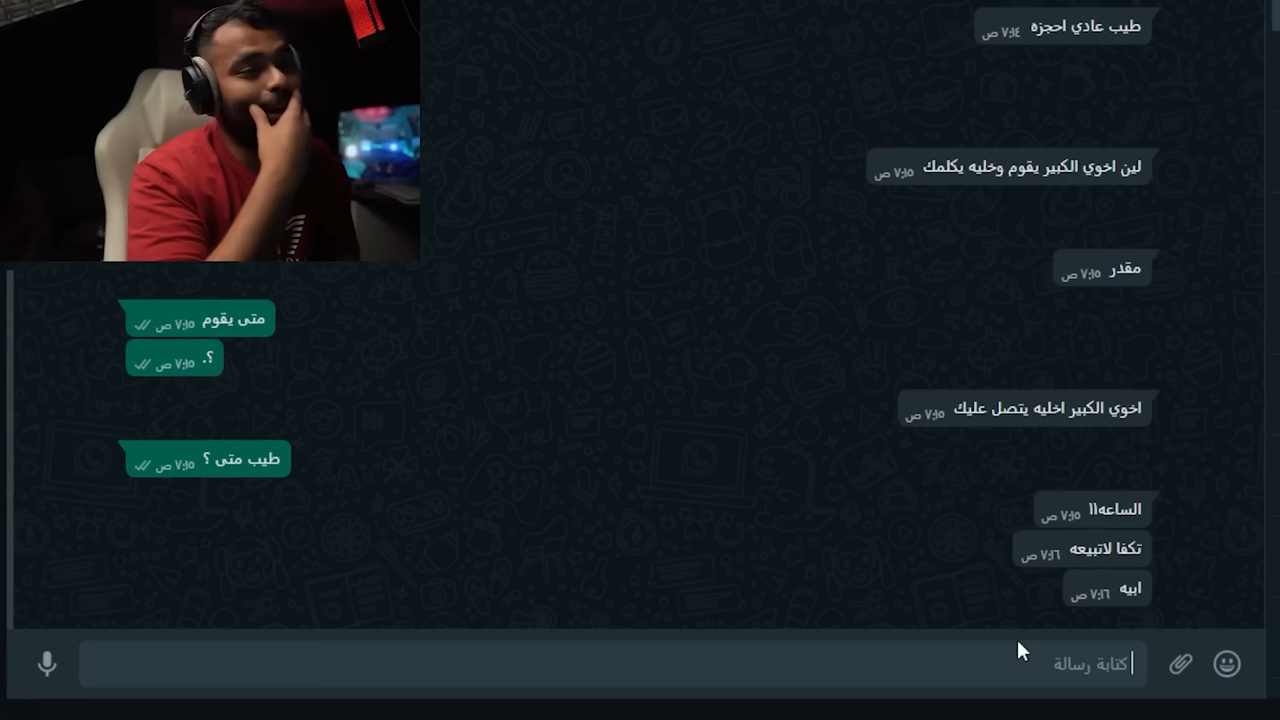 طيب عادي احجزه ٧:١٤ ص
لين اخوي الكبير يقوم وخليه يكلمك ٧:١٥ ص
مقدر ٧:١٥ ص
متى يقوم ٧:١٥ ص
؟. ٧:١٥ ص
اخوي الكبير اخليه يتصل عليك ٧:١٥ ص
طيب متى ؟ ٧:١٥ ص
الساعه١١ ٧:١٥ ص
تكفا لاتبيعه ٧:١٦ ص
ابيه ٧:١٦ ص
كتابة رسالة